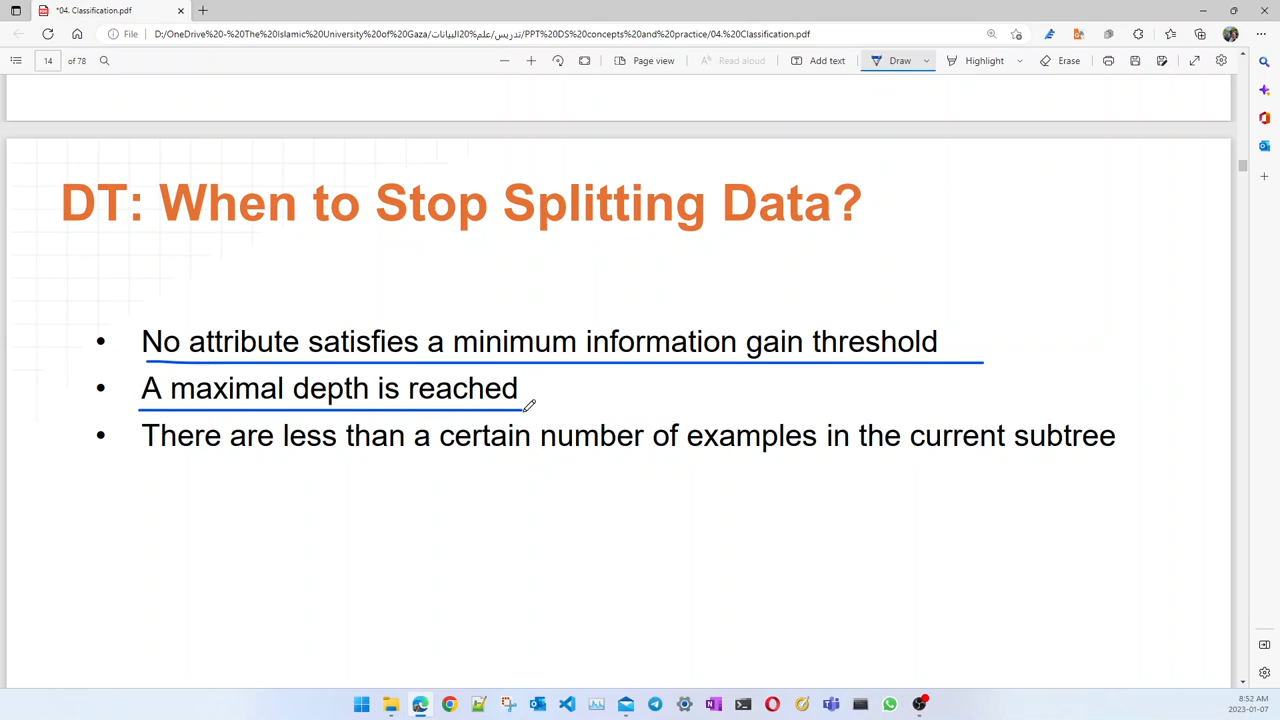 *04. Classification.pdf
File
D:/OneDrive%20-%20The%20Islamic%20University%20of%20Gaza/تدريس/علم%20البيانات/PPT%20DS%20concepts%20and%20practice/04.%20Classification.pdf
14 of 78
Page view
Read aloud
Add text
Draw
Highlight
Erase
DT: When to Stop Splitting Data?
• No attribute satisfies a minimum information gain threshold
• A maximal depth is reached
• There are less than a certain number of examples in the current subtree
8:52 AM
2023-01-07